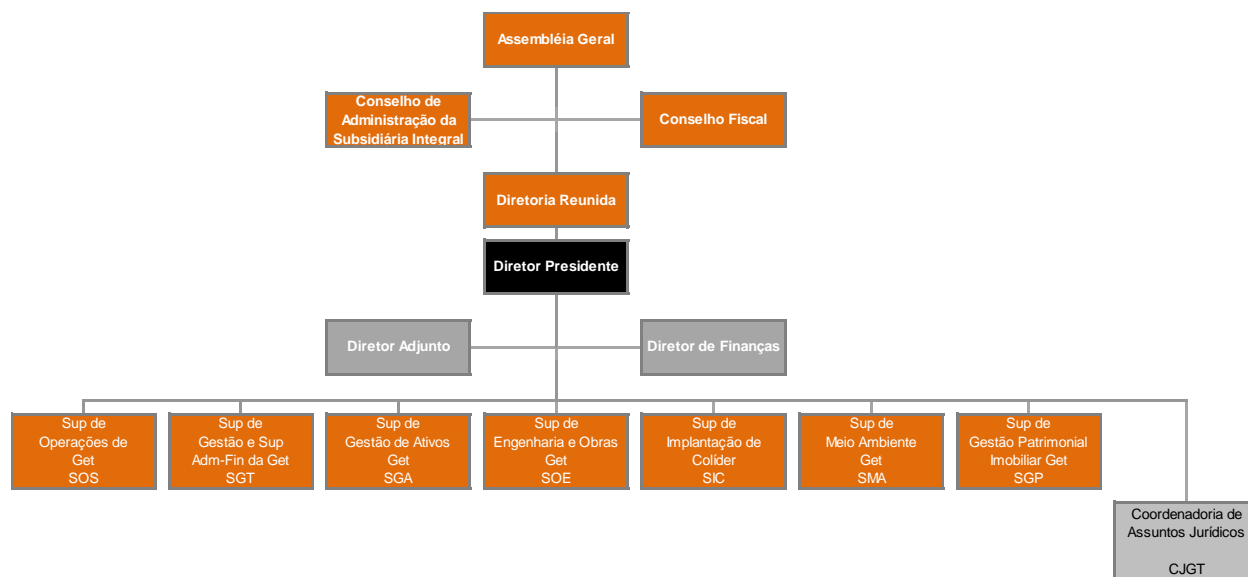 Assembléia Geral
Conselho de
Administração da
Subsidiária Integral
Conselho Fiscal
Diretoria Reunida
Diretor Presidente
Diretor Adjunto
Diretor de Finanças
Sup de
Operações de
Get
SOS
Sup de
Gestão e Sup
Adm-Fin da Get
SGT
Sup de
Gestão de Ativos
Get
SGA
Sup de
Engenharia e Obras
Get
SOE
Sup de
Implantação de
Colíder
SIC
Sup de
Meio Ambiente
Get
SMA
Sup de
Gestão Patrimonial
Imobiliar Get
SGP
Coordenadoria de
Assuntos Jurídicos
CJGT